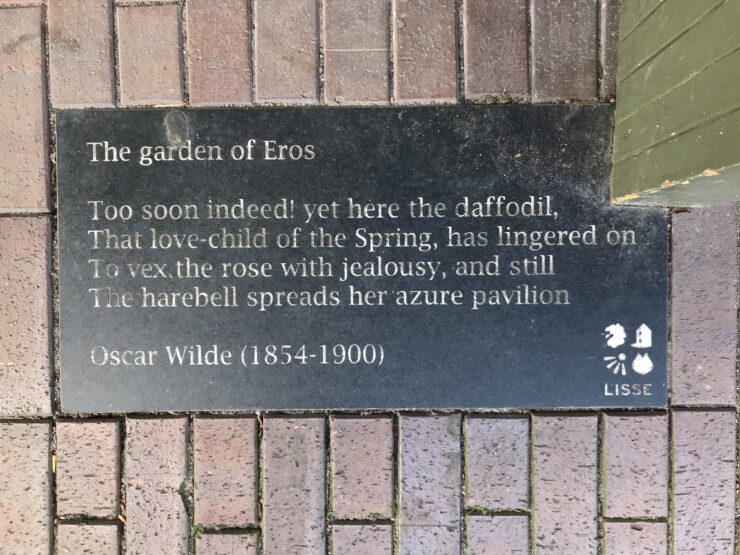 The garden of Eros
Too soon indeed! yet here the daffodil,
That love-child of the Spring, has lingered on
To vex the rose with jealousy, and still
The harebell spreads her azure pavilion
Oscar Wilde (1854-1900)
LISSE